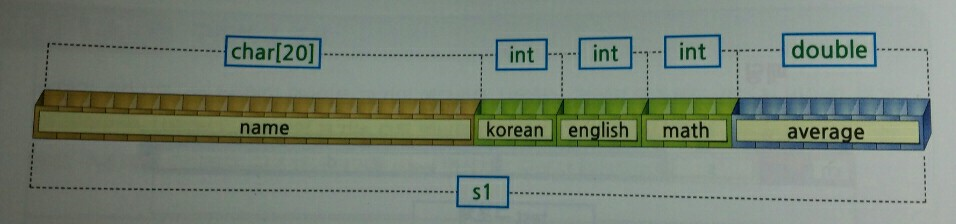 char[20] int int int double
name korean english math average
s1